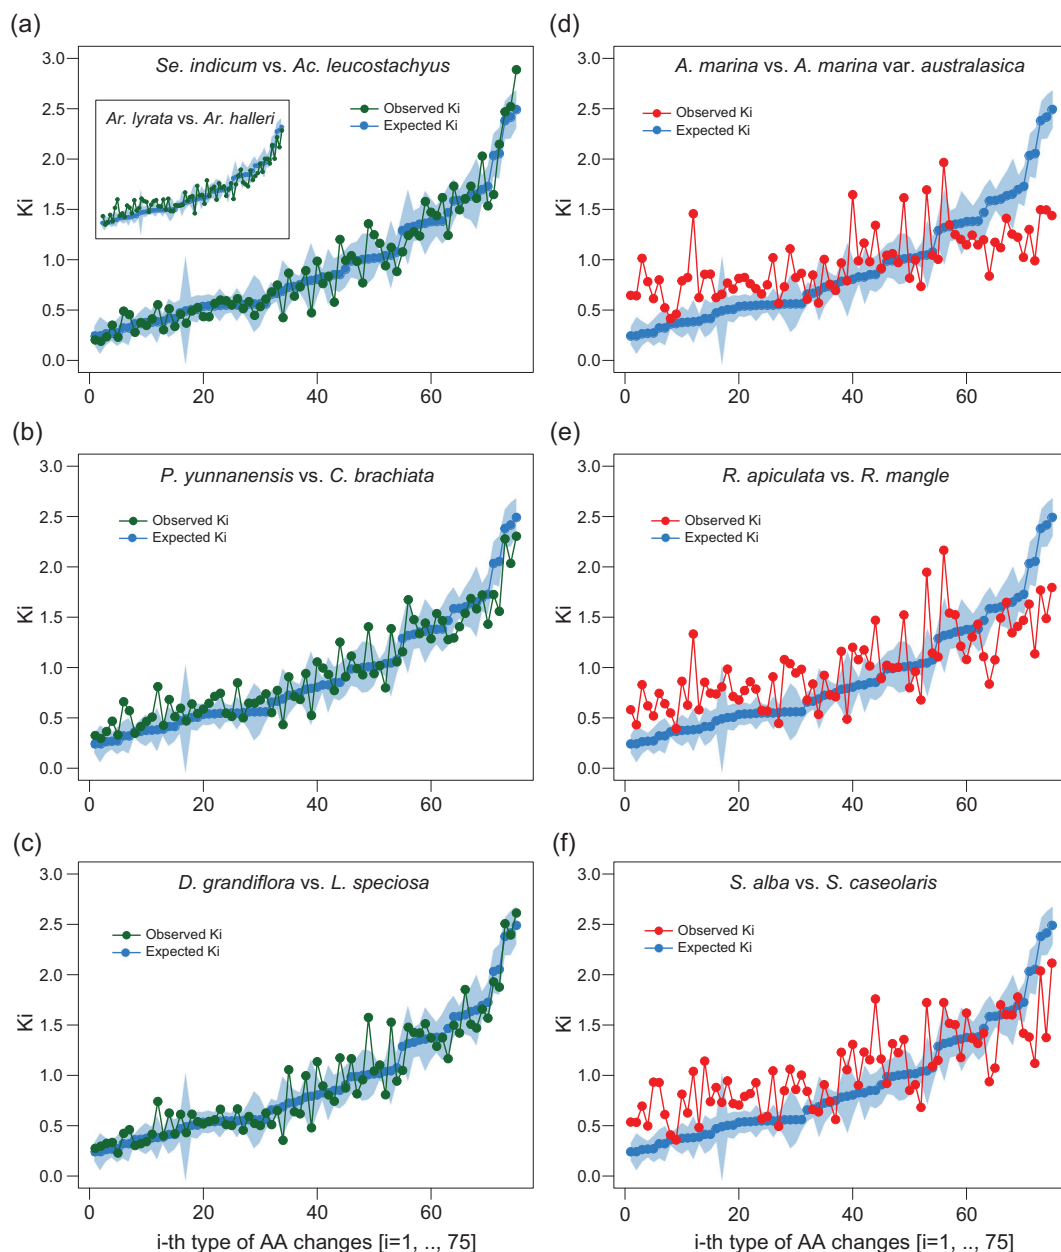 (a)
Se. indicum vs. Ac. leucostachyus
Ar. lyrata vs. Ar. halleri
Observed Ki
Expected Ki
3.0
2.5
2.0
1.5
1.0
0.5
0.0
Ki
0
20
40
60
(d)
A. marina vs. A. marina var. australasica
Observed Ki
Expected Ki
3.0
2.5
2.0
1.5
1.0
0.5
0.0
0
20
40
60
(b)
P. yunnanensis vs. C. brachiata
Observed Ki
Expected Ki
3.0
2.5
2.0
1.5
1.0
0.5
0.0
Ki
0
20
40
60
(e)
R. apiculata vs. R. mangle
Observed Ki
Expected Ki
3.0
2.5
2.0
1.5
1.0
0.5
0.0
0
20
40
60
(c)
D. grandiflora vs. L. speciosa
Observed Ki
Expected Ki
3.0
2.5
2.0
1.5
1.0
0.5
0.0
Ki
0
20
40
60
i-th type of AA changes [i=1, .., 75]
(f)
S. alba vs. S. caseolaris
Observed Ki
Expected Ki
3.0
2.5
2.0
1.5
1.0
0.5
0.0
0
20
40
60
i-th type of AA changes [i=1, .., 75]